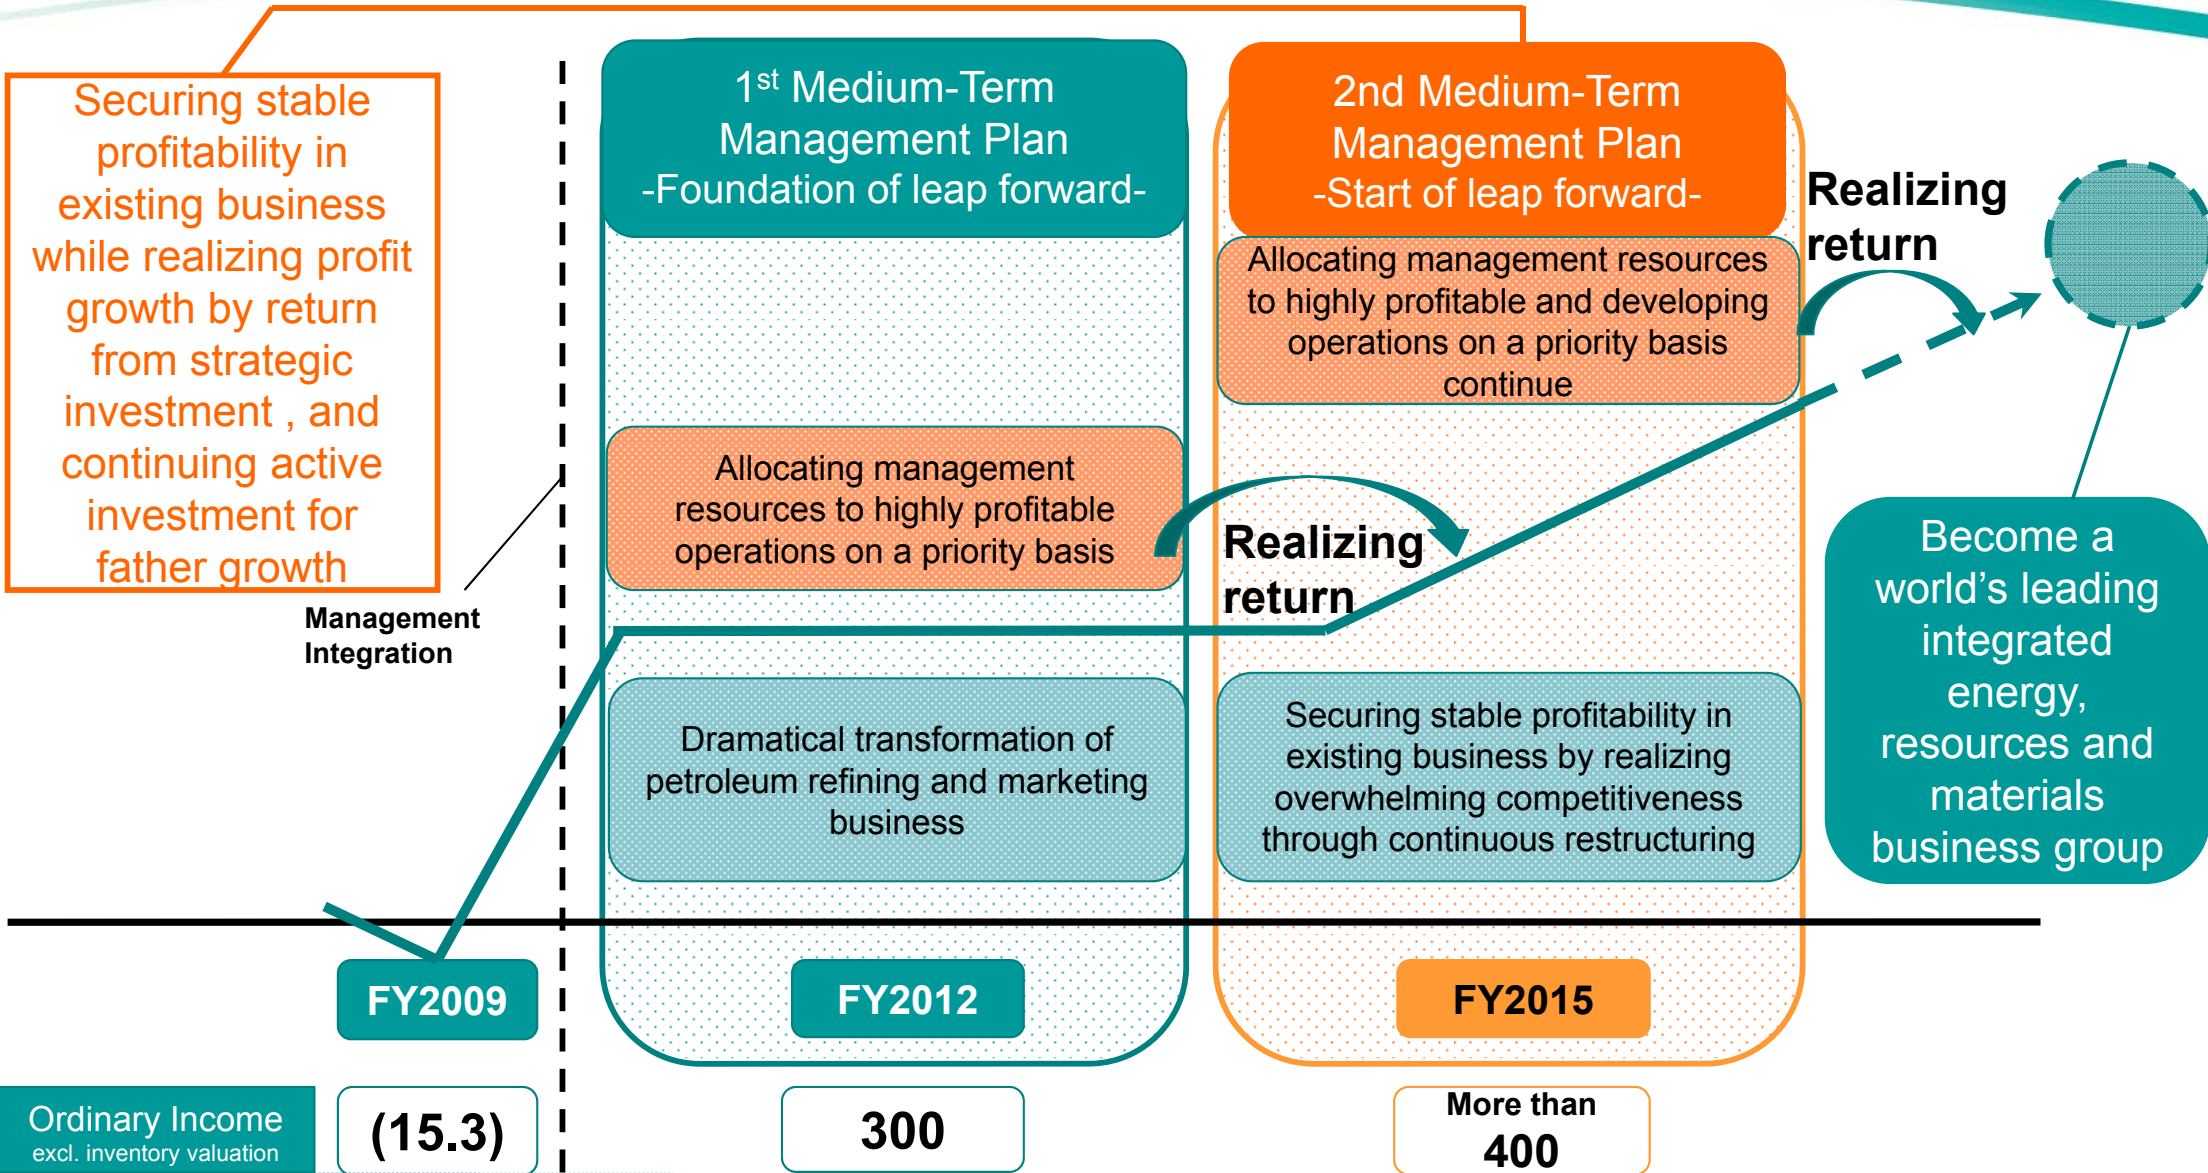 Securing stable
profitability in
existing business
while realizing profit
growth by return
from strategic
investment , and
continuing active
investment for
father growth
Management
Integration
1st Medium-Term
Management Plan
-Foundation of leap forward-
Allocating management
resources to highly profitable
operations on a priority basis
Dramatical transformation of
petroleum refining and marketing
business
2nd Medium-Term
Management Plan
-Start of leap forward-
Allocating management resources
to highly profitable and developing
operations on a priority basis
continue
Realizing
return
Securing stable profitability in
existing business by realizing
overwhelming competitiveness
through continuous restructuring
Realizing
return
Become a
world’s leading
integrated
energy,
resources and
materials
business group
FY2009
FY2012
FY2015
Ordinary Income
excl. inventory valuation
(15.3)
300
More than
400